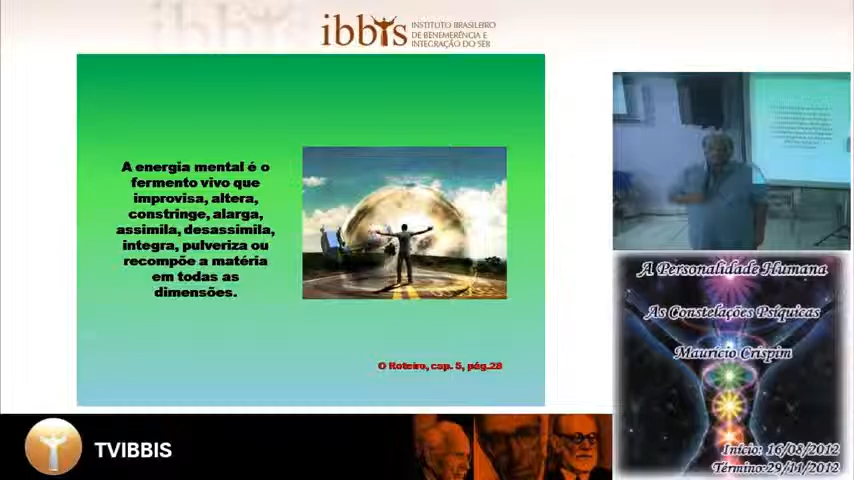 ibbis
INSTITUTO BRASILEIRO
DE BENEMERÊNCIA E
INTEGRAÇÃO DO SER
A energia mental é o
fermento vivo que
improvisa, altera,
constringe, alarga,
assimila, desassimila,
integra, pulveriza ou
recompõe a matéria
em todas as
dimensões.
O Roteiro, cap. 5, pág.28
A Personalidade Humana
As Constelações Psíquicas
Maurício Crispim
Início: 16/08/2012
Término:29/11/2012
TVIBBIS